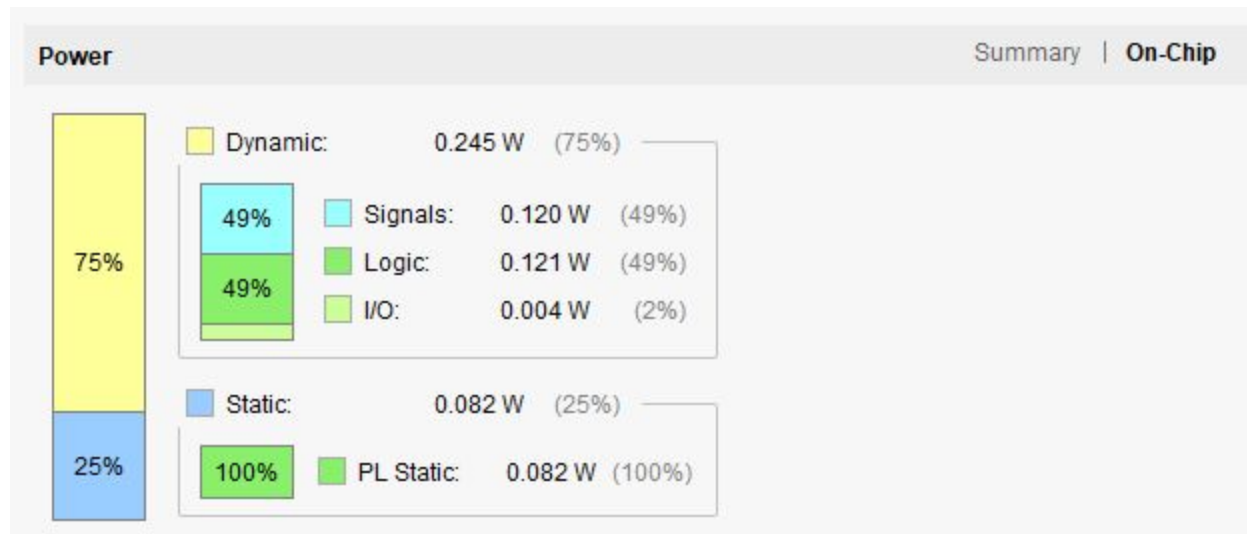 Power Summary | On-Chip
Dynamic: 0.245 W (75%)
49% Signals: 0.120 W (49%)
75% Logic: 0.121 W (49%)
49%
I/O: 0.004 W (2%)
Static: 0.082 W (25%)
25% 100% PL Static: 0.082 W (100%)